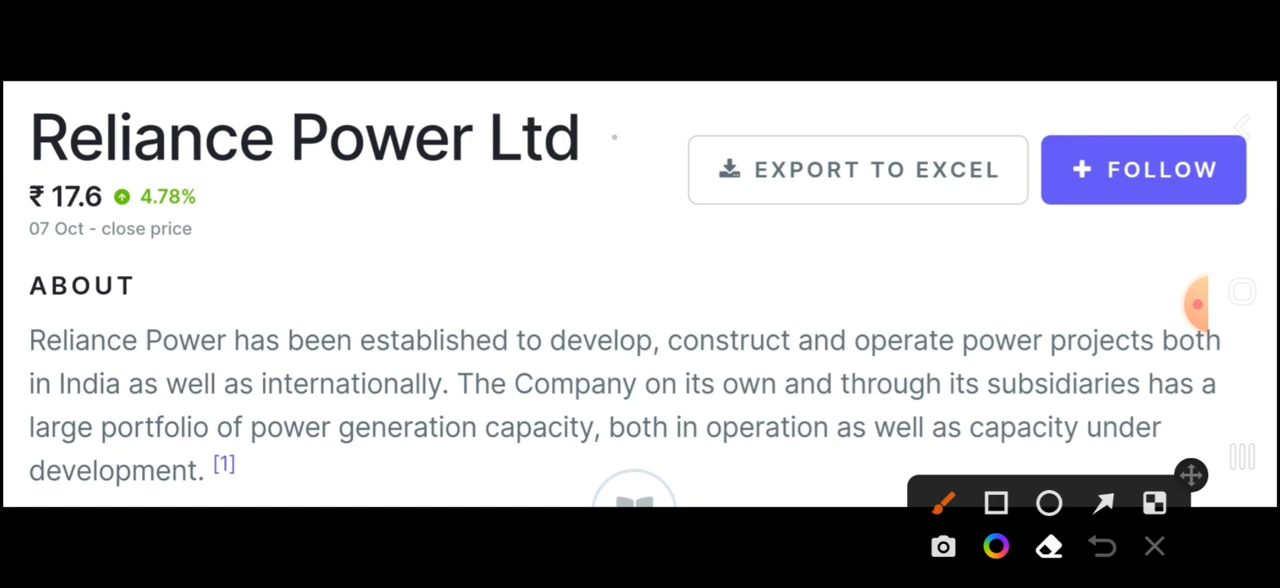 Reliance Power Ltd
EXPORT TO EXCEL
+ FOLLOW
₹ 17.6 4.78%
07 Oct - close price
ABOUT
Reliance Power has been established to develop, construct and operate power projects both
in India as well as internationally. The Company on its own and through its subsidiaries has a
large portfolio of power generation capacity, both in operation as well as capacity under
development. [1]